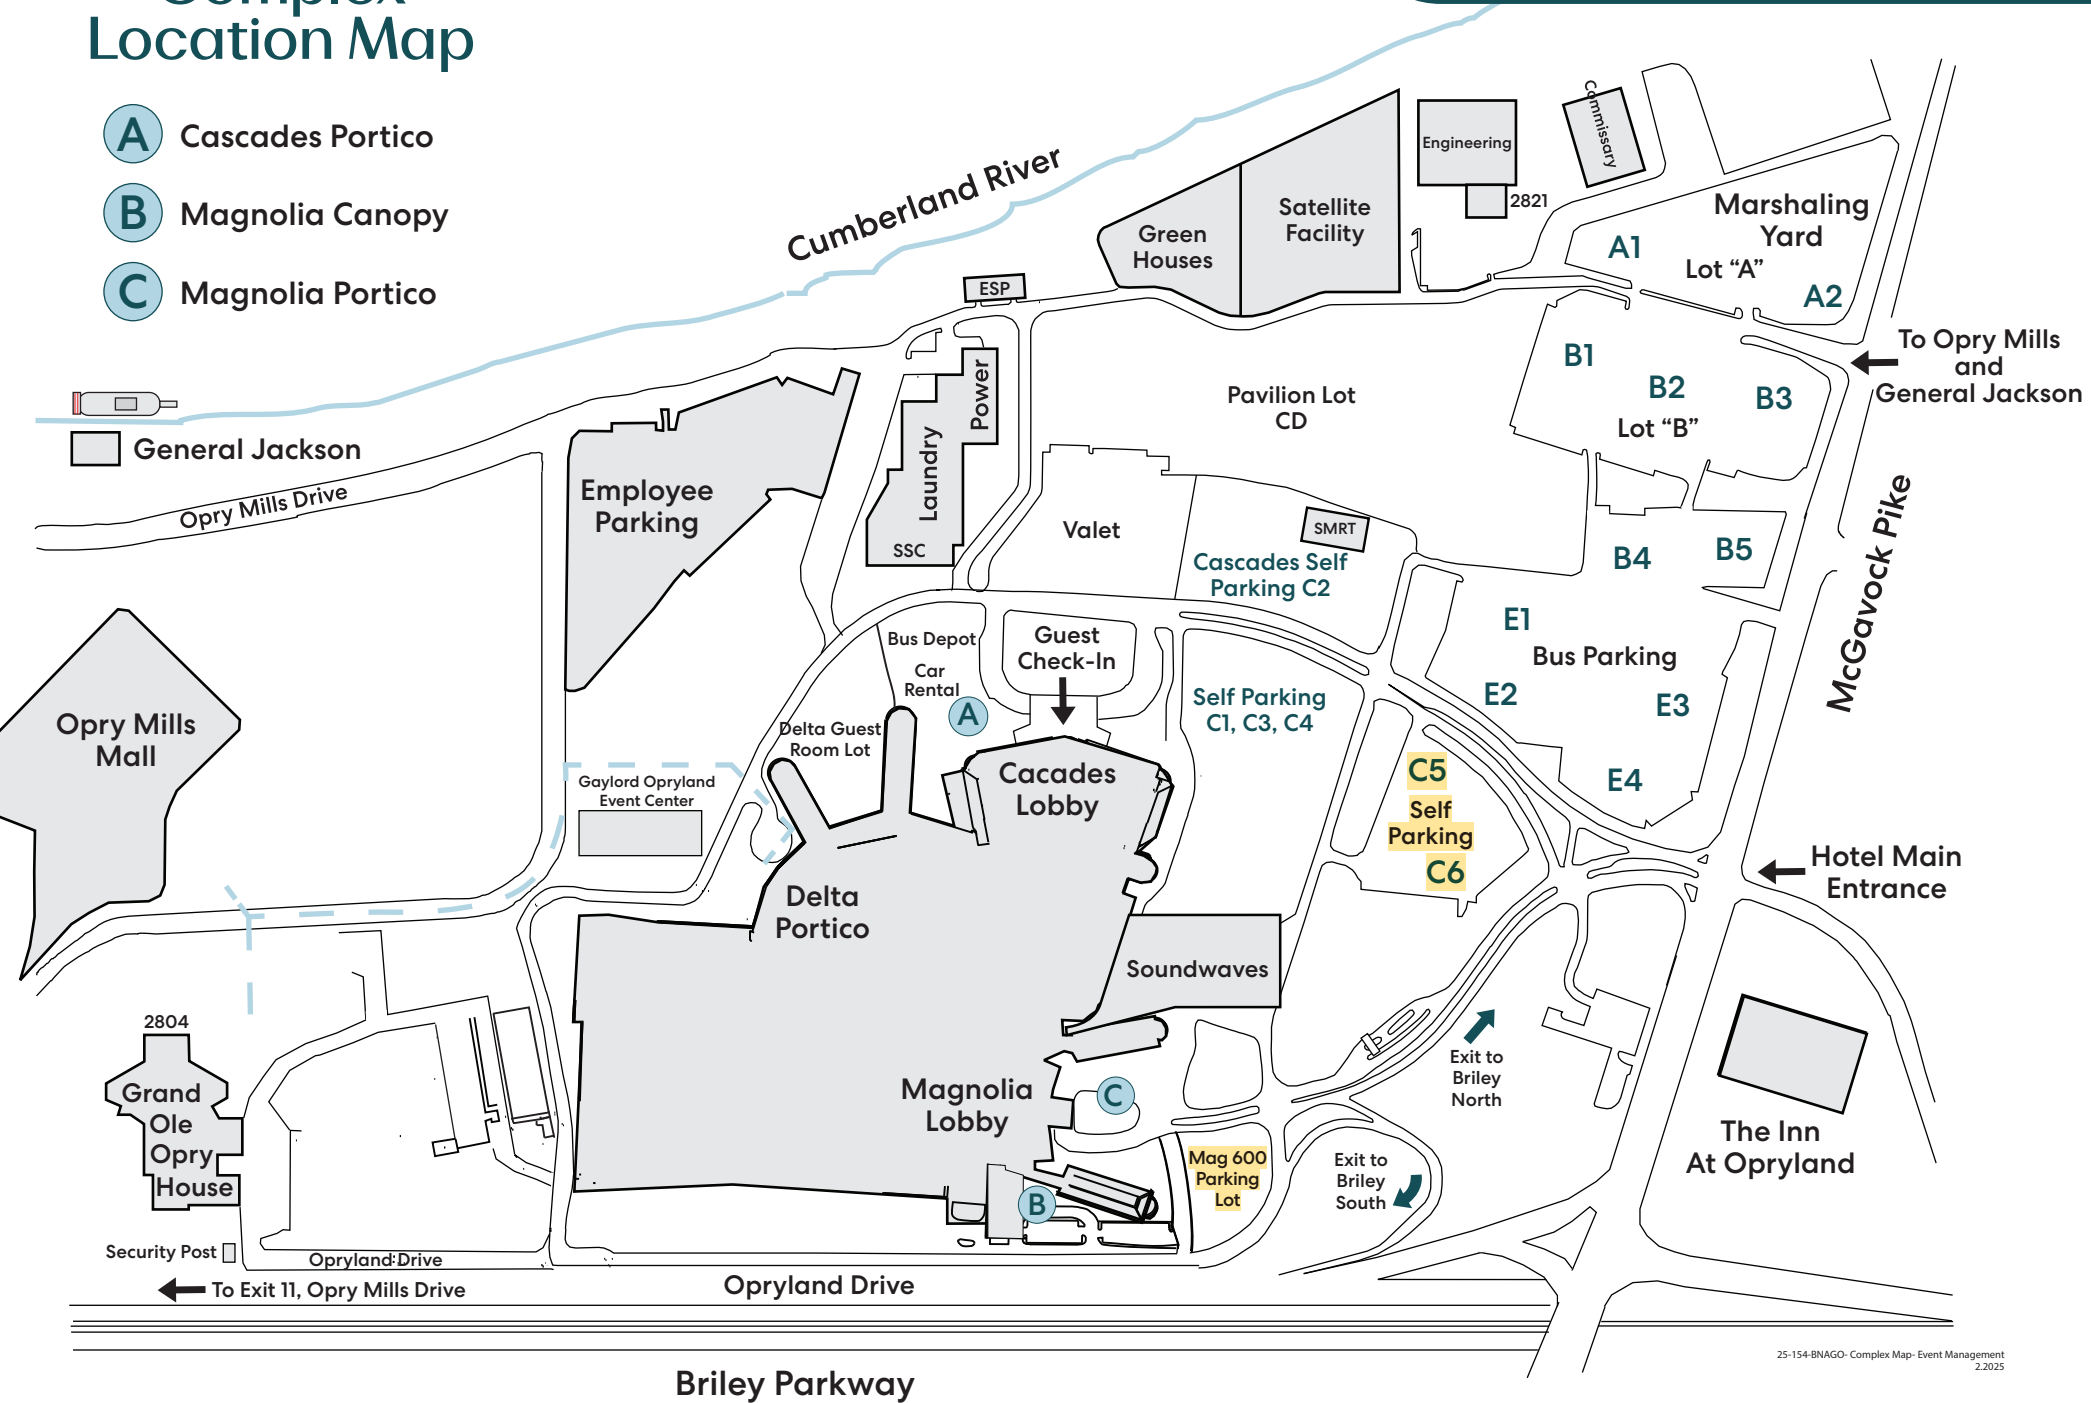 Complex
Location Map
A Cascades Portico
B Magnolia Canopy
C Magnolia Portico
Cumberland River
General Jackson
Opry Mills Drive
Employee
Parking
ESP
Power
Laundry
SSC
Green
Houses
Satellite
Facility
Engineering
2821
Commissary
Marshaling
Yard
A1
Lot “A”
A2
To Opry Mills
and
General Jackson
B1
B2
B3
Lot “B”
B4
B5
Pavilion Lot
CD
Valet
SMRT
Cascades Self
Parking C2
McGavock Pike
E1
Bus Parking
E2
E3
E4
Bus Depot
Car
Rental
A
Guest
Check-In
Self Parking
C1, C3, C4
Delta Guest
Room Lot
Opry Mills
Mall
Gaylord Opryland
Event Center
Cacades
Lobby
C5
Self
Parking
C6
Hotel Main
Entrance
Delta
Portico
Soundwaves
2804
Grand
Ole
Opry
House
Magnolia
Lobby
C
B
Mag 600
Parking
Lot
Exit to
Briley
North
Exit to
Briley
South
The Inn
At Opryland
Security Post
Opryland Drive
To Exit 11, Opry Mills Drive
Opryland Drive
Briley Parkway
25-154-BNAGO- Complex Map- Event Management
2.2025